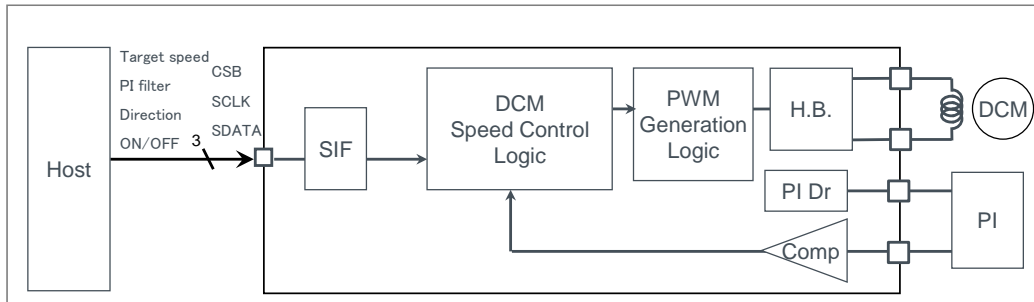 Host
Target speed
PI filter
Direction
ON/OFF
CSB
SCLK
SDATA
3
SIF
DCM
Speed Control
Logic
PWM
Generation
Logic
H.B.
DCM
PI Dr
PI
Comp